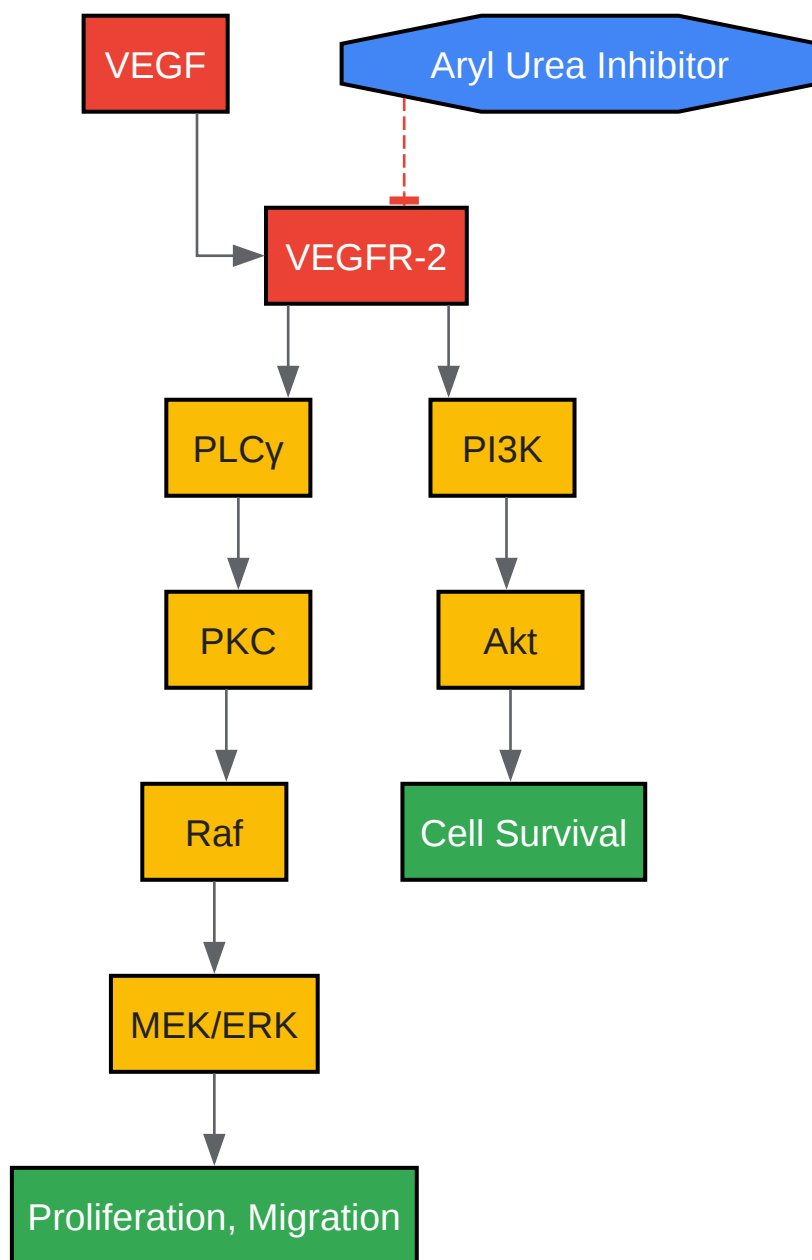 VEGF
Aryl Urea Inhibitor
VEGFR-2
PLCγ
PI3K
PKC
Akt
Raf
Cell Survival
MEK/ERK
Proliferation, Migration